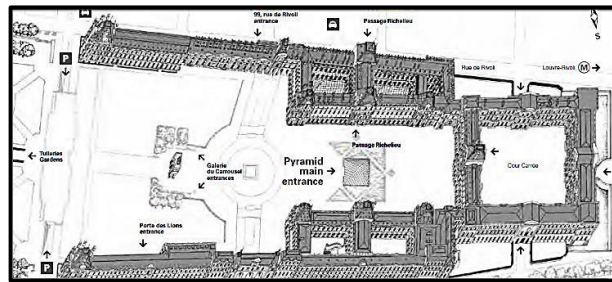 99, rue de Rivoli
entrance
Passage Richelieu
S
P
Rue de Rivoli
Louvre-Rivoli M
Passage Richelieu
Tuileries
Gardens
Galerie
du Carrousel
entrances
Pyramid
main
entrance
Cour Carrée
Porte des Lions
entrance
P